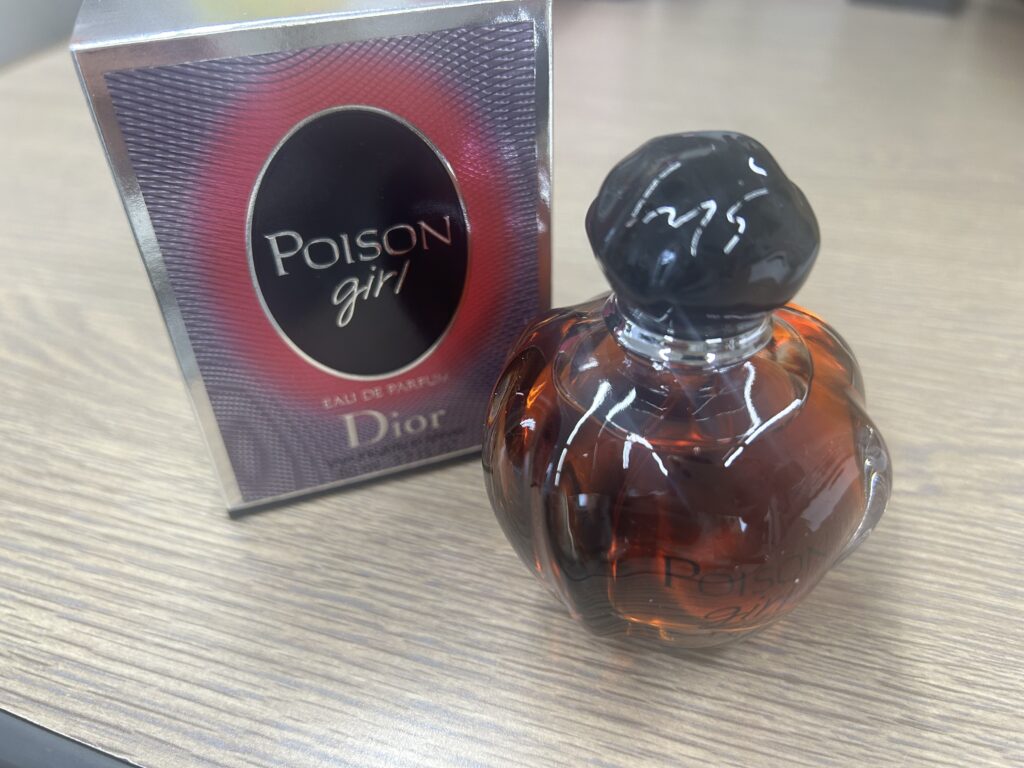 POISON
girl
EAU DE PARFUM
Dior
POISON
girl